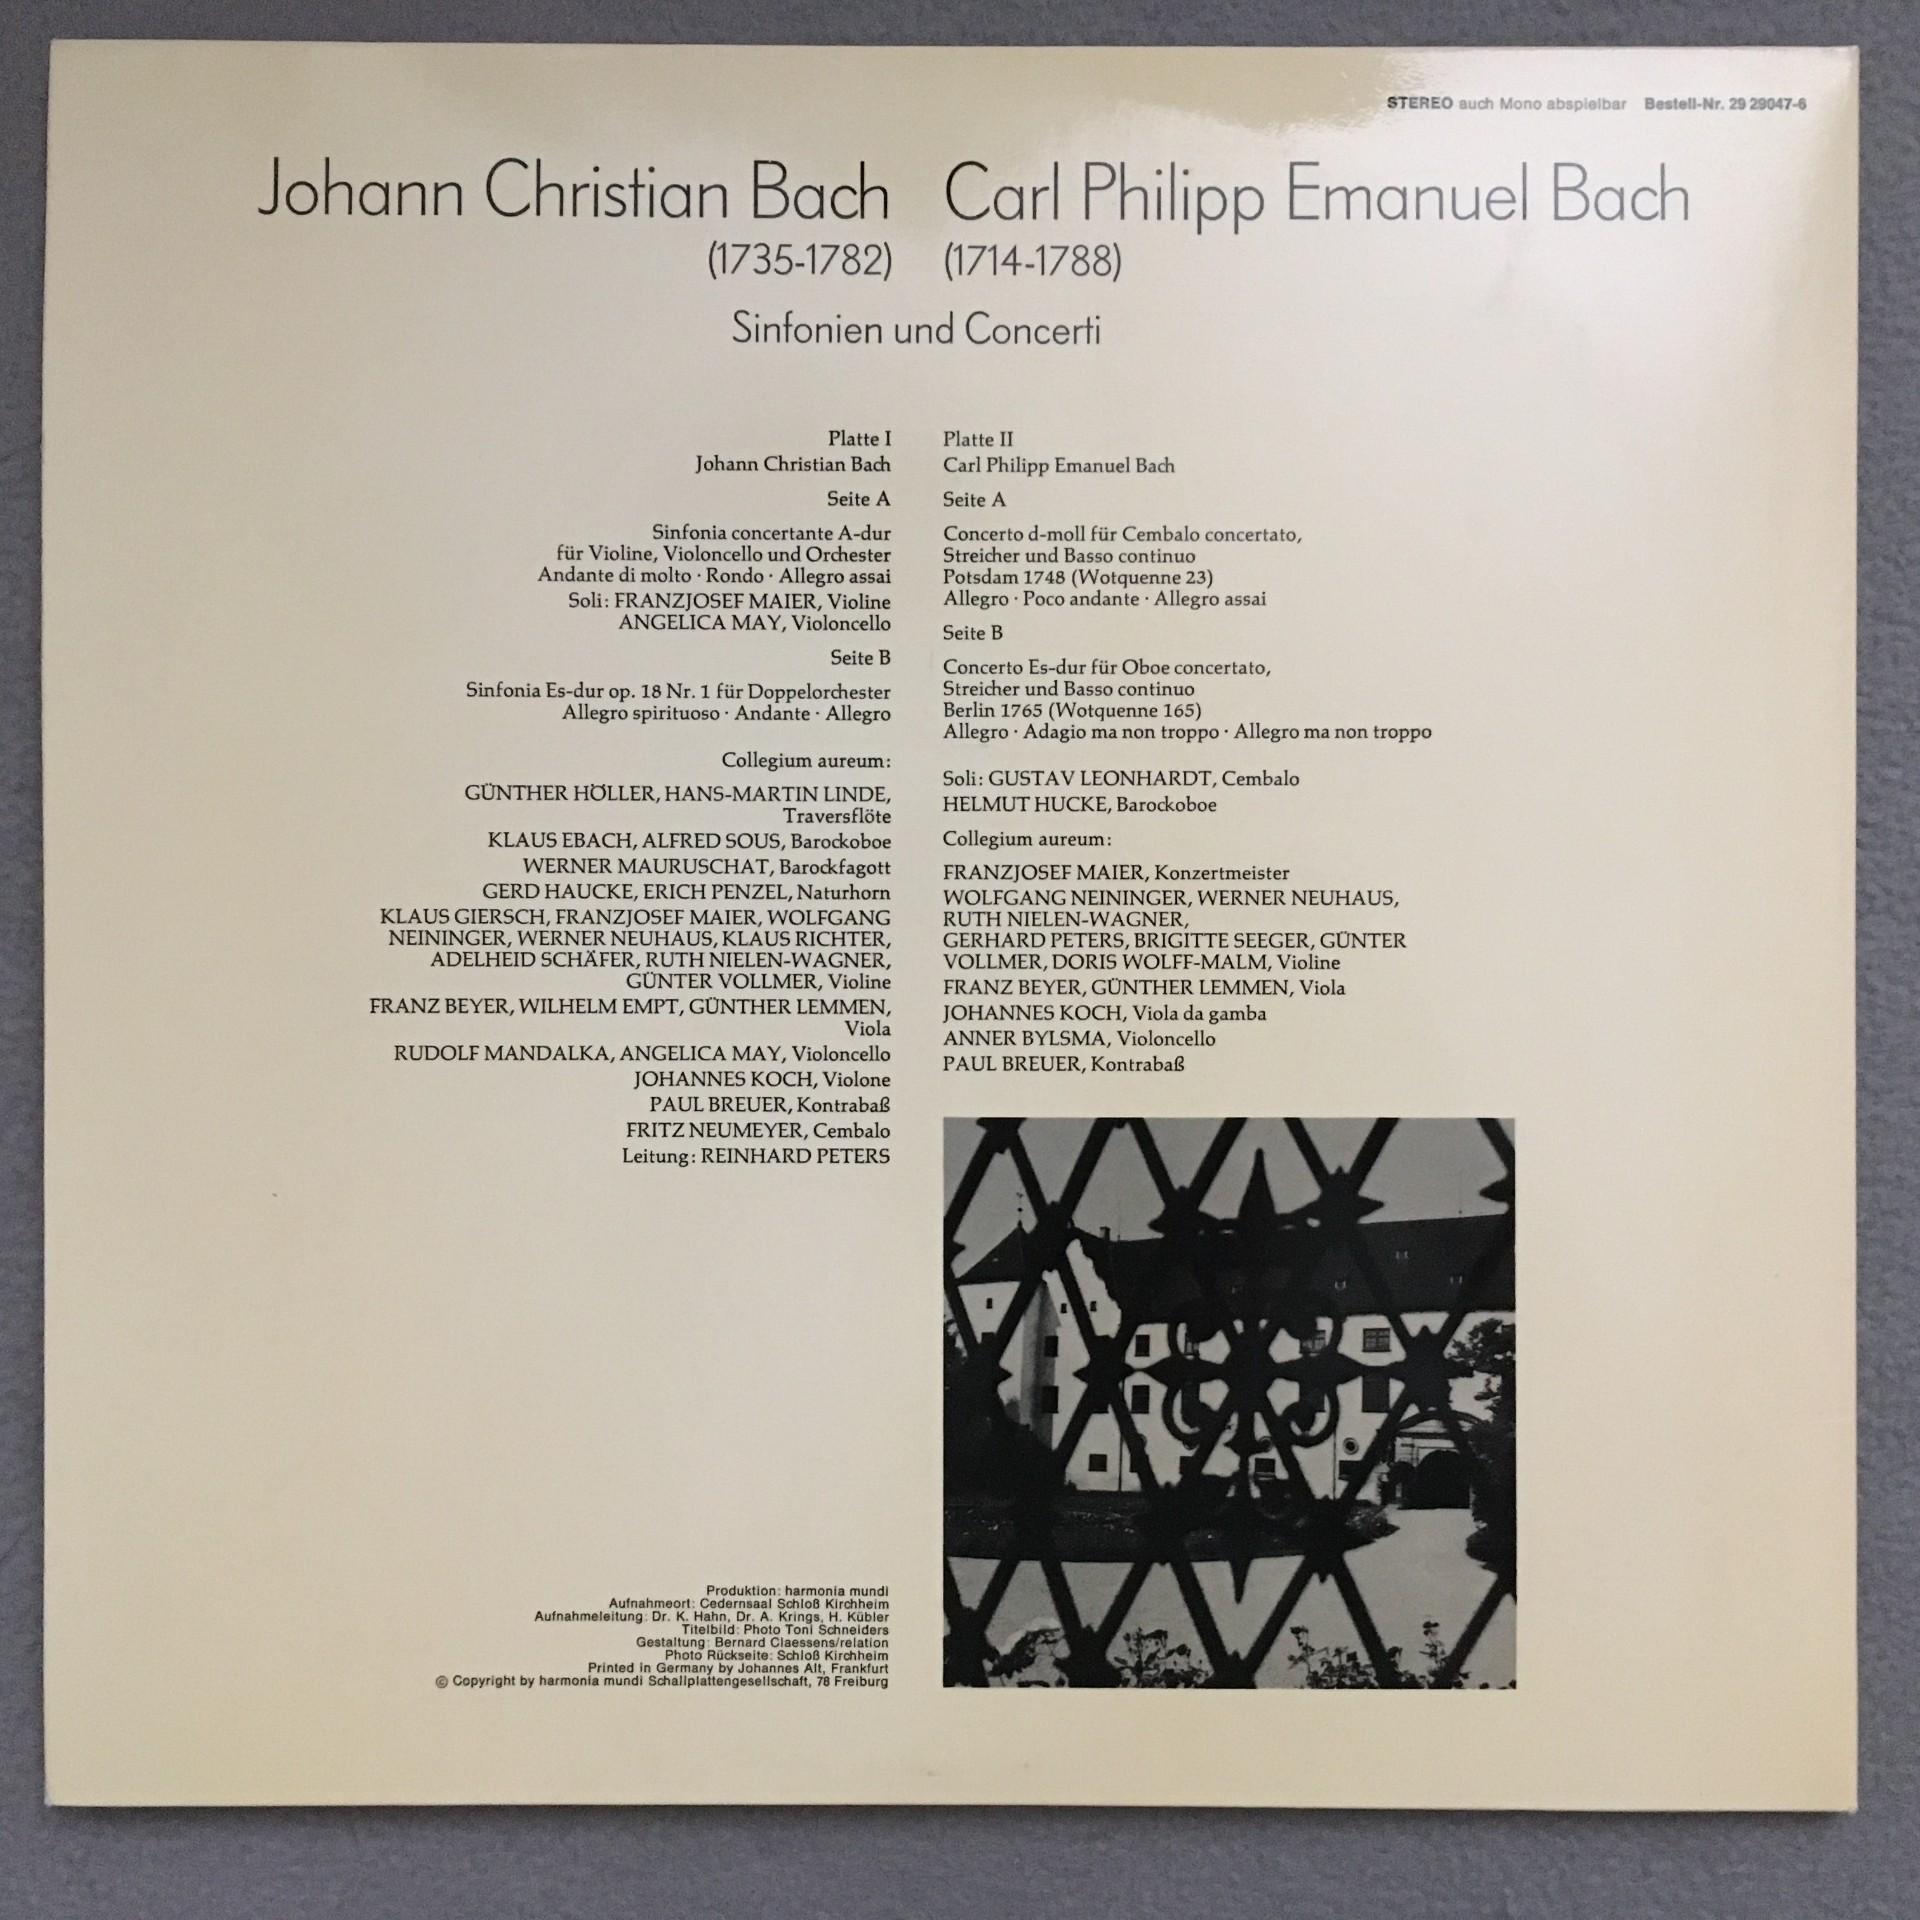 STEREO auch Mono abspielbar Bestell-Nr. 29 29047-6
Johann Christian Bach
(1735-1782)
Carl Philipp Emanuel Bach
(1714-1788)
Sinfonien und Concerti
Platte I
Johann Christian Bach
Seite A
Sinfonia concertante A-dur
für Violine, Violoncello und Orchester
Andante di molto · Rondo · Allegro assai
Soli: FRANZJOSEF MAIER, Violine
ANGELICA MAY, Violoncello
Seite B
Sinfonia Es-dur op. 18 Nr. 1 für Doppelorchester
Allegro spirituoso · Andante · Allegro
Collegium aureum:
GÜNTHER HÖLLER, HANS-MARTIN LINDE,
Traversflöte
KLAUS EBACH, ALFRED SOUS, Barockoboe
WERNER MAURUSCHAT, Barockfagott
GERD HAUCKE, ERICH PENZEL, Naturhorn
KLAUS GIERSCH, FRANZJOSEF MAIER, WOLFGANG
NEININGER, WERNER NEUHAUS, KLAUS RICHTER,
ADELHEID SCHÄFER, RUTH NIELEN-WAGNER,
GÜNTER VOLLMER, Violine
FRANZ BEYER, WILHELM EMPT, GÜNTHER LEMMEN,
Viola
RUDOLF MANDALKA, ANGELICA MAY, Violoncello
JOHANNES KOCH, Violone
PAUL BREUER, Kontrabaß
FRITZ NEUMEYER, Cembalo
Leitung: REINHARD PETERS
Platte II
Carl Philipp Emanuel Bach
Seite A
Concerto d-moll für Cembalo concertato,
Streicher und Basso continuo
Potsdam 1748 (Wotquenne 23)
Allegro · Poco andante · Allegro assai
Seite B
Concerto Es-dur für Oboe concertato,
Streicher und Basso continuo
Berlin 1765 (Wotquenne 165)
Allegro · Adagio ma non troppo · Allegro ma non troppo
Soli: GUSTAV LEONHARDT, Cembalo
HELMUT HUCKE, Barockoboe
Collegium aureum:
FRANZJOSEF MAIER, Konzertmeister
WOLFGANG NEININGER, WERNER NEUHAUS,
RUTH NIELEN-WAGNER,
GERHARD PETERS, BRIGITTE SEEGER, GÜNTER
VOLLMER, DORIS WOLFF-MALM, Violine
FRANZ BEYER, GÜNTHER LEMMEN, Viola
JOHANNES KOCH, Viola da gamba
ANNER BYLSMA, Violoncello
PAUL BREUER, Kontrabaß
Produktion: harmonia mundi
Aufnahmeort: Cedernsaal Schloß Kirchheim
Aufnahmeleitung: Dr. K. Hahn, Dr. A. Krings, H. Kübler
Titelbild: Photo Toni Schneiders
Gestaltung: Bernard Claessens/relation
Photo Rückseite: Schloß Kirchheim
Printed in Germany by Johannes Alt, Frankfurt
© Copyright by harmonia mundi Schallplattengesellschaft, 78 Freiburg